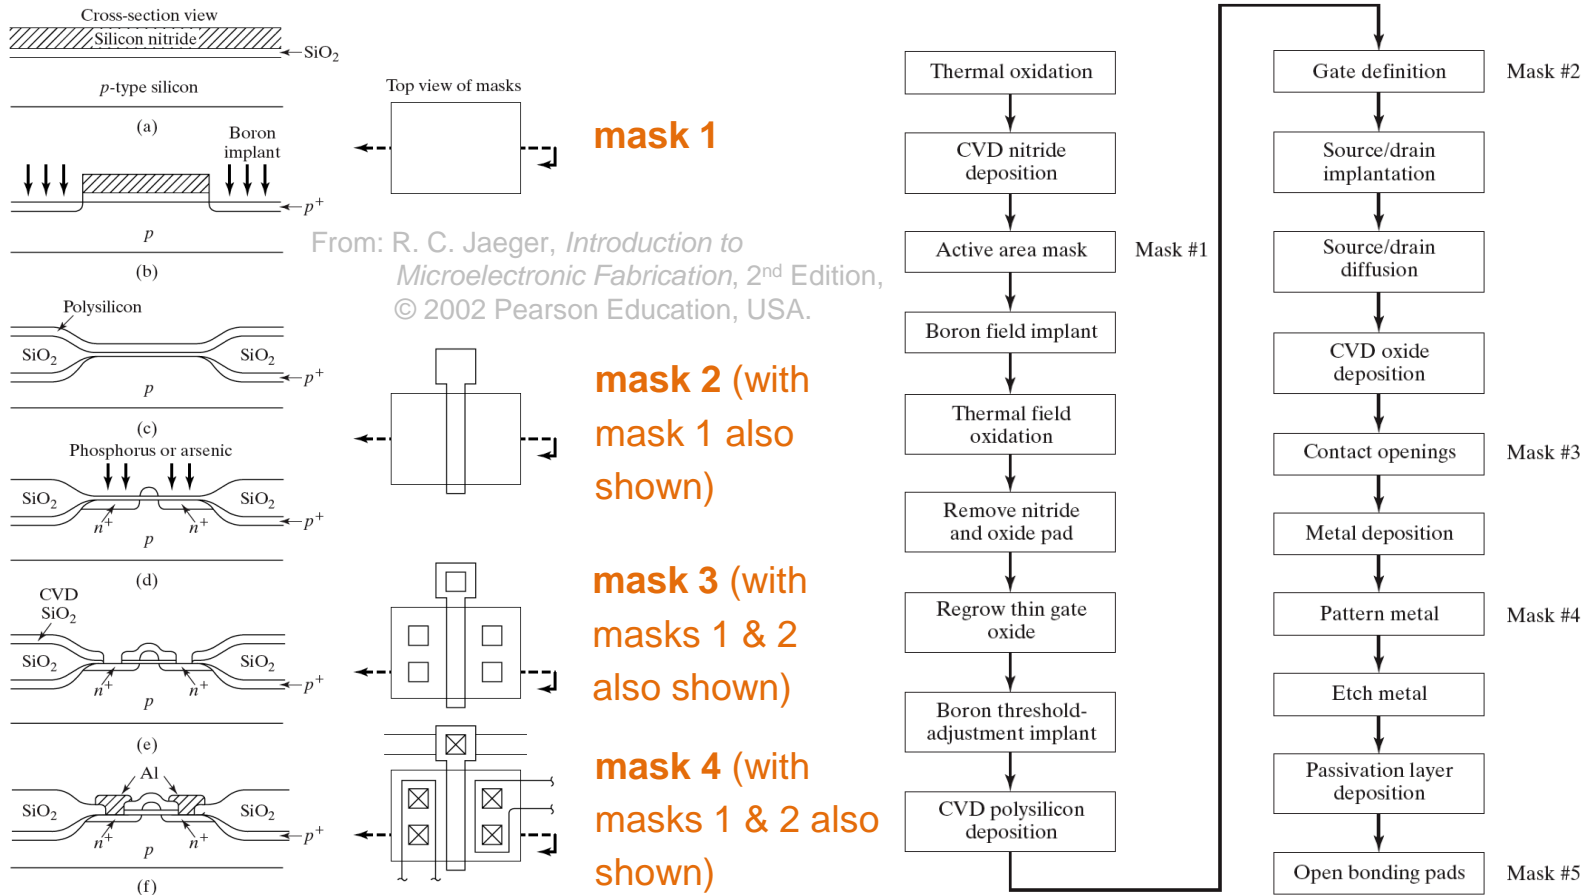 Cross-section view
Silicon nitride
SiO2
p-type silicon
(a)
Boron
implant
p+
p
(b)
Polysilicon
SiO2
SiO2
p+
p
(c)
Phosphorus or arsenic
SiO2
SiO2
n+
n+
p+
p
(d)
CVD
SiO2
SiO2
SiO2
n+
n+
p+
p
(e)
Al
SiO2
SiO2
n+
n+
p+
p
(f)
Top view of masks
mask 1
From: R. C. Jaeger, Introduction to
Microelectronic Fabrication, 2nd Edition,
© 2002 Pearson Education, USA.
mask 2 (with
mask 1 also
shown)
mask 3 (with
masks 1 & 2
also shown)
mask 4 (with
masks 1 & 2 also
shown)
Thermal oxidation
CVD nitride
deposition
Active area mask
Mask #1
Boron field implant
Thermal field
oxidation
Remove nitride
and oxide pad
Regrow thin gate
oxide
Boron threshold-
adjustment implant
CVD polysilicon
deposition
Gate definition
Mask #2
Source/drain
implantation
Source/drain
diffusion
CVD oxide
deposition
Contact openings
Mask #3
Metal deposition
Pattern metal
Mask #4
Etch metal
Passivation layer
deposition
Open bonding pads
Mask #5